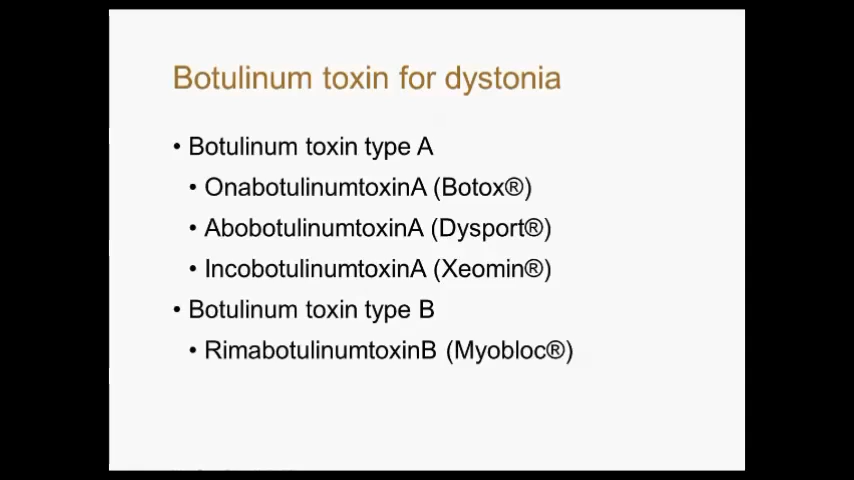 Botulinum toxin for dystonia
• Botulinum toxin type A
• OnabotulinumtoxinA (Botox®)
• AbobotulinumtoxinA (Dysport®)
• IncobotulinumtoxinA (Xeomin®)
• Botulinum toxin type B
• RimabotulinumtoxinB (Myobloc®)